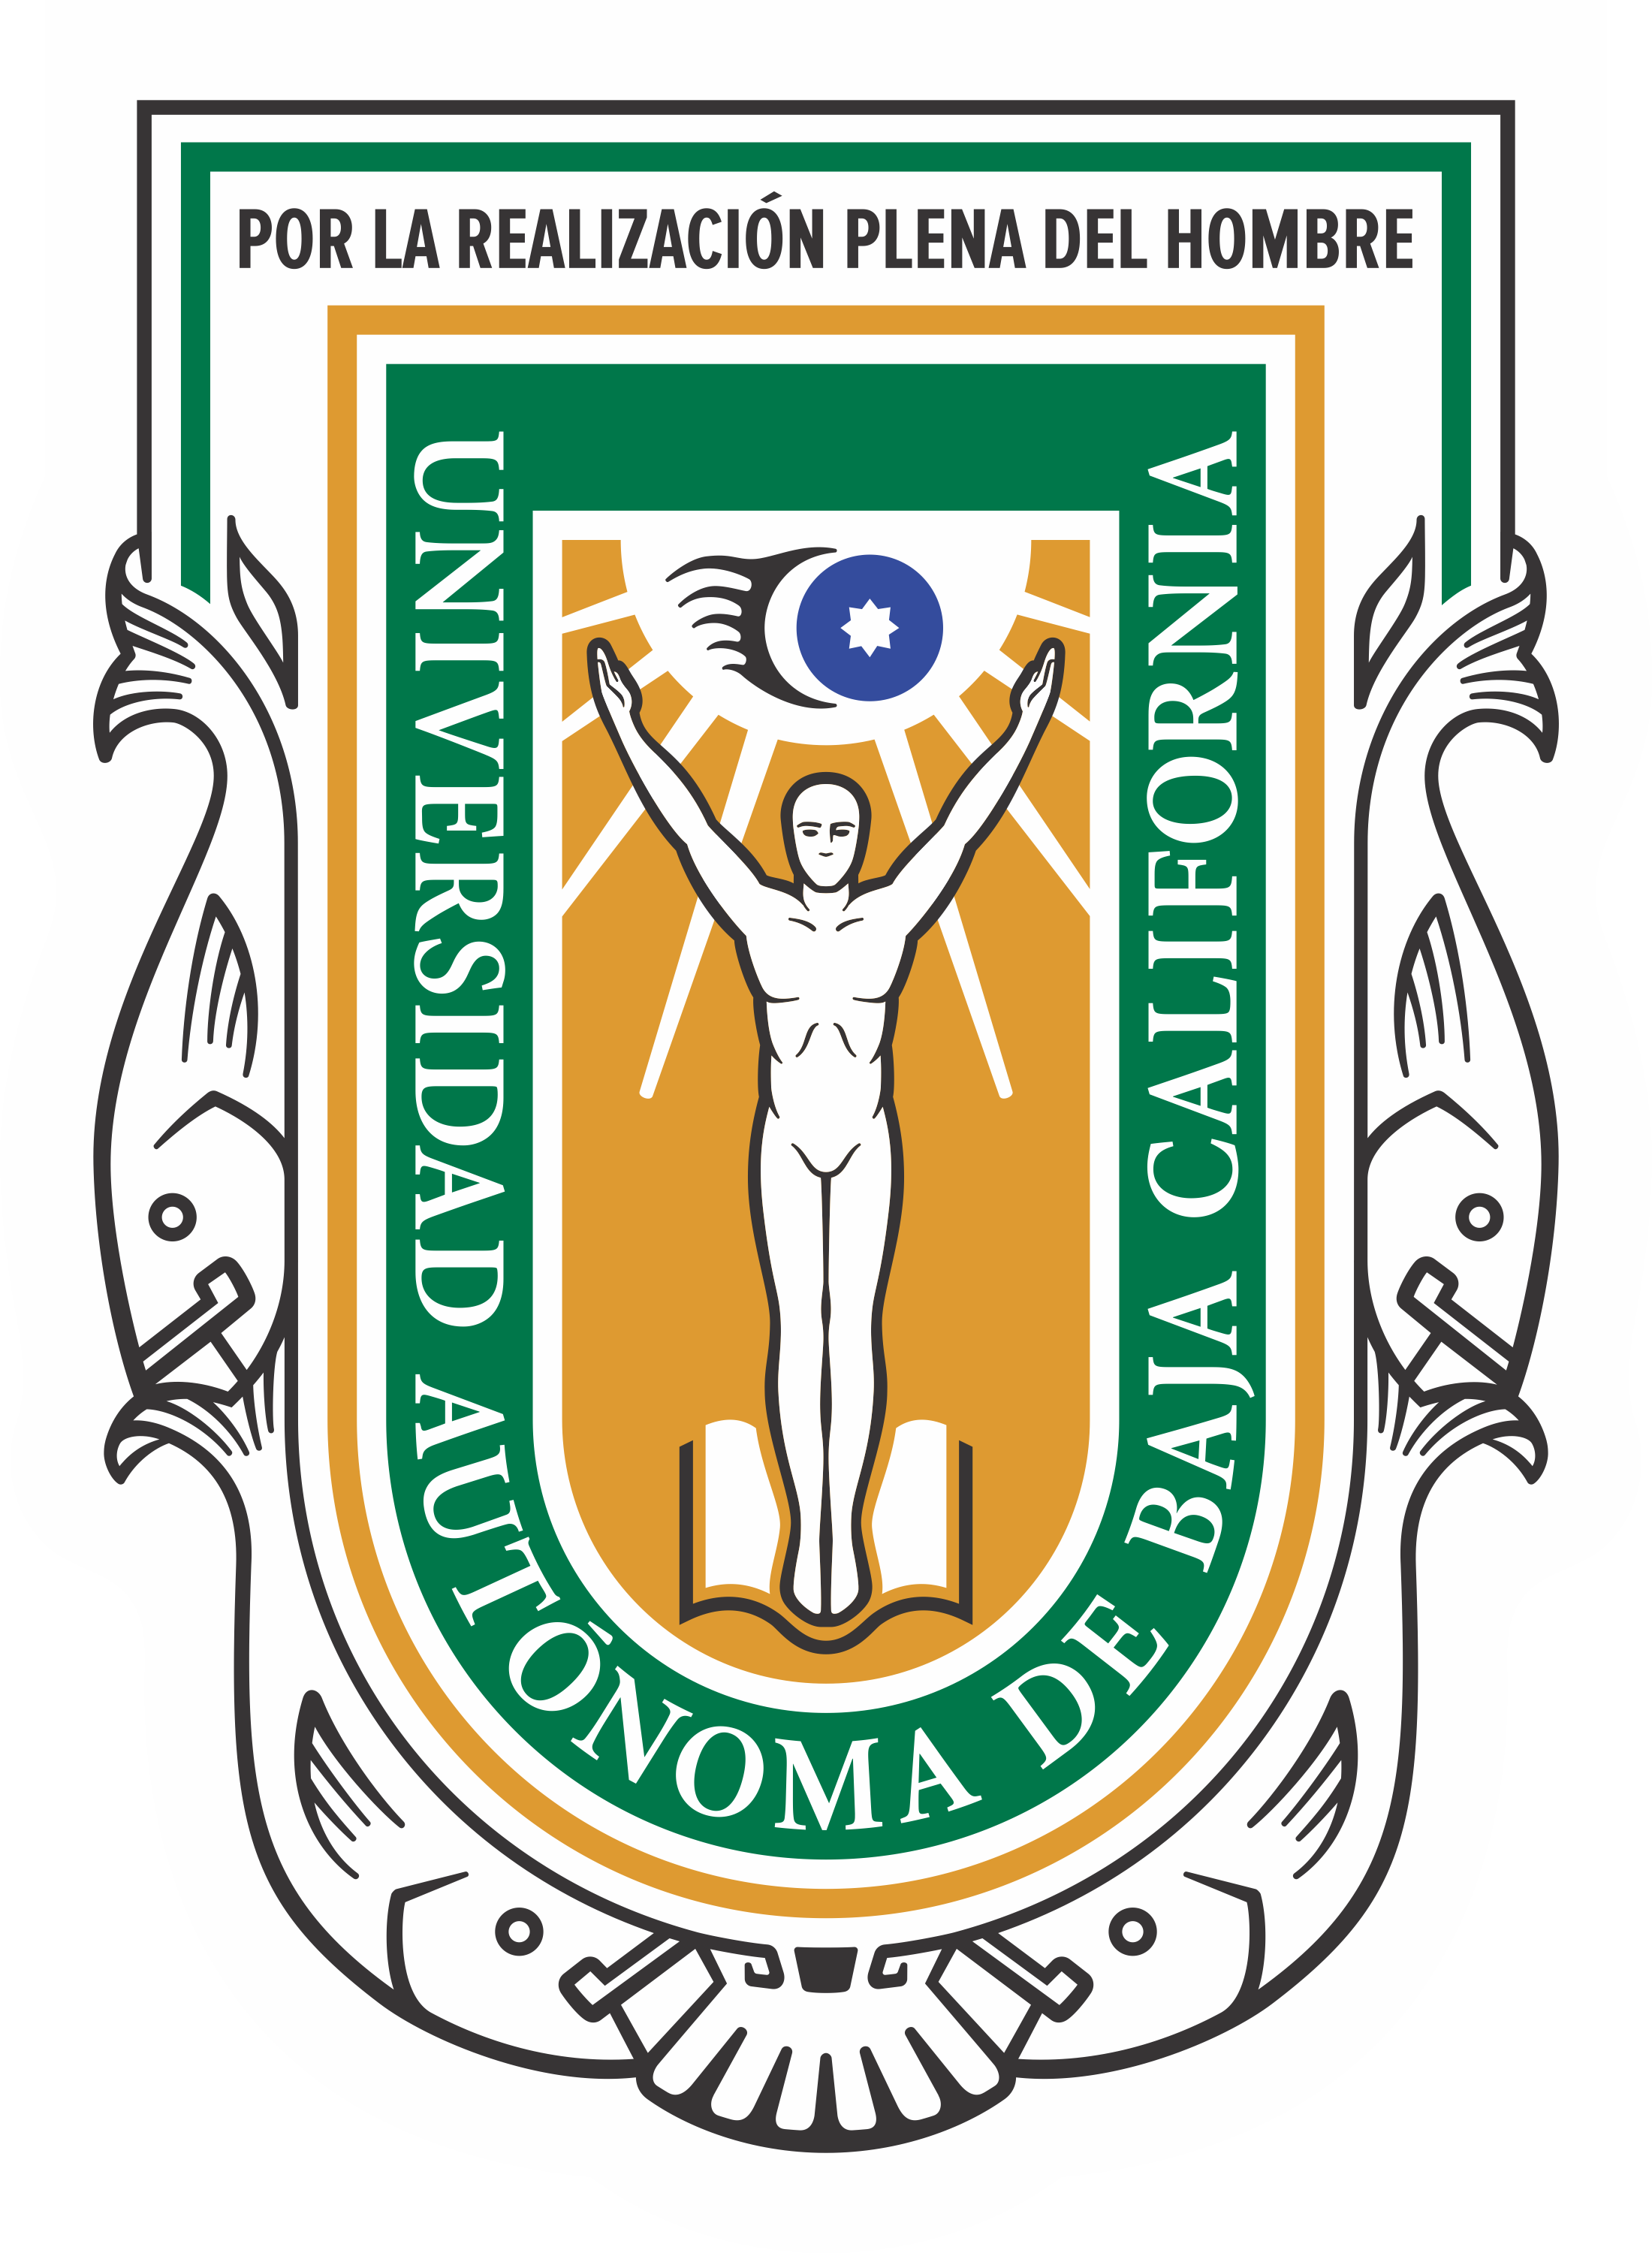 POR LA REALIZACIÓN PLENA DEL HOMBRE
UNIVERSIDAD AUTÓNOMA DE BAJA CALIFORNIA